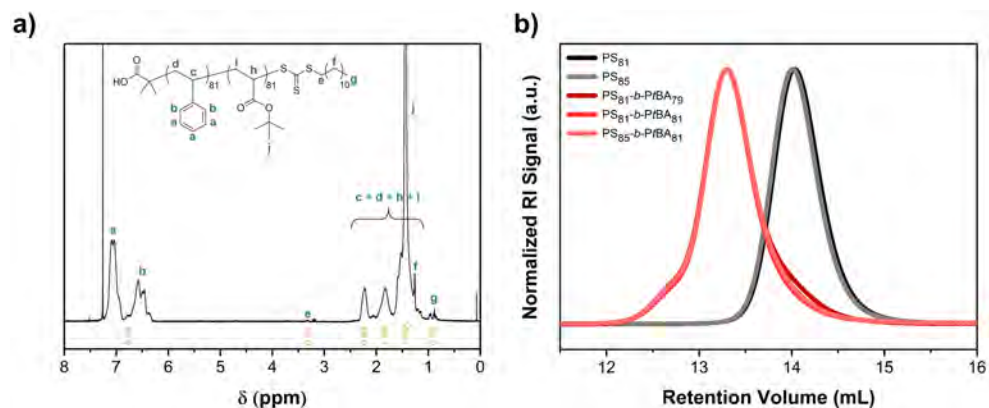 a)
d
c
i
h
f
g
HO
O
81
81
S
S
S
e
10
b
b
a
a
a
O
O
j
j
c + d + h + i
a
b
e
f
g
8
7
6
5
4
3
2
1
0
δ (ppm)
b)
PS81
PS85
PS81-b-PtBA79
PS81-b-PtBA81
PS85-b-PtBA81
Normalized RI Signal (a.u.)
12
13
14
15
16
Retention Volume (mL)